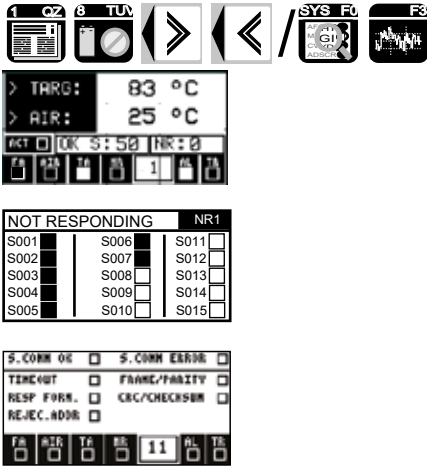 1 QZ 8 TUV SYS F0 F3
GI
> TARG: 83 °C
> AIR: 25 °C
ACT OK S:50 NR:0
FA AIR TA NR 1 AL TR
NOT RESPONDING NR1
S001 S006 S011
S002 S007 S012
S003 S008 S013
S004 S009 S014
S005 S010 S015
S.COMM OK S.COMM ERROR
TIMEOUT FRAME/PARITY
RESP FORM. CRC/CHECKSUM
REJEC.ADDR
FA AIR TA NR 11 AL TR